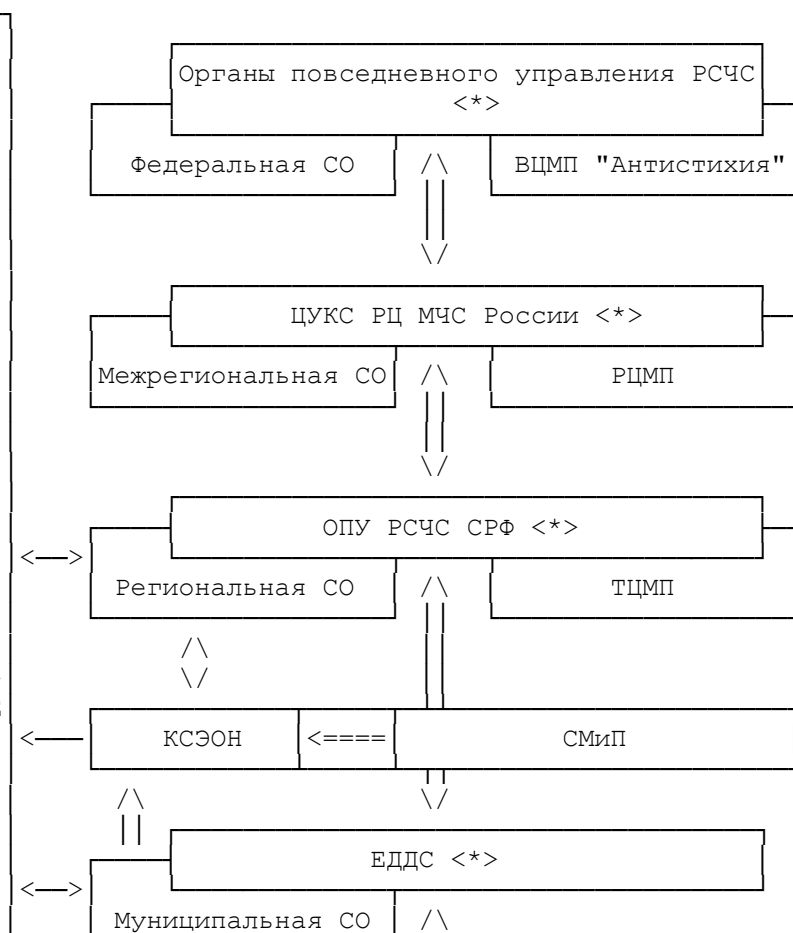 Органы повседневного управления РСЧС
<*>
Федеральная СО
ВЦМП "Антистихия"
ЦУКС РЦ МЧС России <*>
Межрегиональная СО
РЦМП
ОПУ РСЧС СРФ <*>
Региональная СО
ТЦМП
КСЭОН
СМиП
ЕДДС <*>
Муниципальная СО